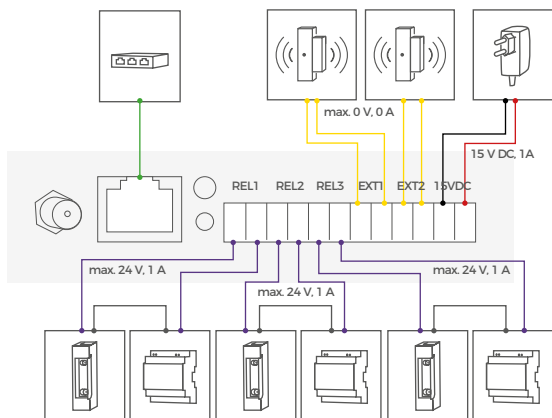 max. 0 V, 0 A
15 V DC, 1A
REL1 REL2 REL3 EXT1 EXT2 15VDC
max. 24 V, 1 A
max. 24 V, 1 A
max. 24 V, 1 A